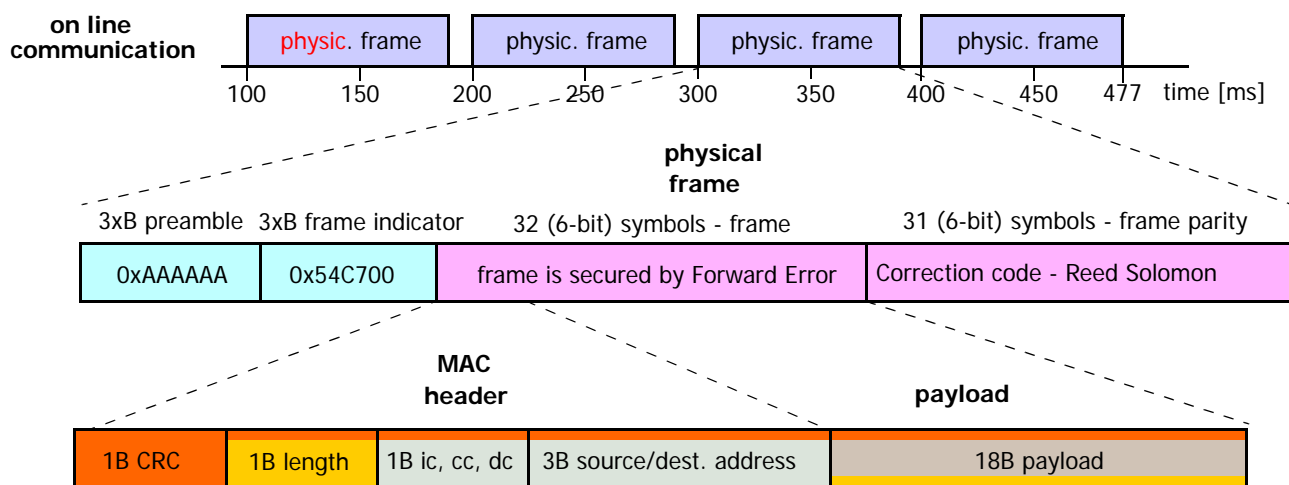 on line
communication
physic. frame
physic. frame
physic. frame
physic. frame
100
150
200
250
300
350
400
450
477
time [ms]
physical
frame
3xB preamble
3xB frame indicator
32 (6-bit) symbols - frame
31 (6-bit) symbols - frame parity
0xAAAAAA
0x54C700
frame is secured by Forward Error
Correction code - Reed Solomon
MAC
header
payload
1B CRC
1B length
1B ic, cc, dc
3B source/dest. address
18B payload